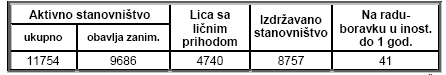 Aktivno stanovništvo
ukupno
obavlja zanim.
Lica sa
ličnim
prihodom
Izdržavano
stanovništvo
Na radu-
boravku u inost.
do 1 god.
11754
9686
4740
8757
41